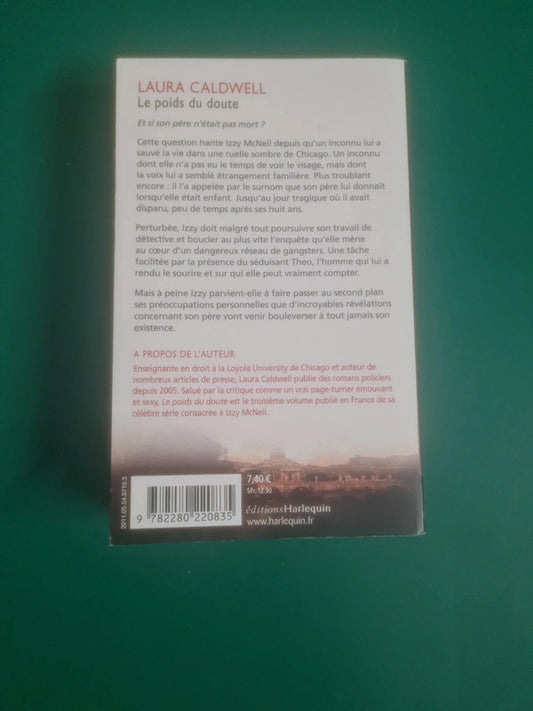 LAURA CALDWELL
Le poids du doute
Et si son père n'était pas mort ?
Cette question hante Izzy McNeil depuis qu'un inconnu lui a
sauvé la vie dans une ruelle sombre de Chicago. Un inconnu
dont elle n'a pas eu le temps de voir le visage, mais dont
la voix lui a semblé étrangement familière. Plus troublant
encore : il l'a appelée par le surnom que son père lui donnait
lorsqu'elle était enfant. Jusqu'au jour tragique où il avait
disparu, peu de temps après ses huit ans.
Perturbée, Izzy doit malgré tout poursuivre son travail de
détective et boucler au plus vite l'enquête qu'elle mène
au cœur d'un dangereux réseau de gangsters. Une tâche
facilitée par la présence du séduisant Theo, l'homme qui lui a
rendu le sourire et sur qui elle peut vraiment compter.
Mais à peine Izzy parvient-elle à faire passer au second plan
ses préoccupations personnelles que d'incroyables révélations
concernant son père vont venir bouleverser à tout jamais son
existence.
A PROPOS DE L'AUTEUR
Enseignante en droit à la Loyola University de Chicago et auteur de
nombreux articles de presse, Laura Caldwell publie des romans policiers
depuis 2005. Salué par la critique comme un vrai page-turner émouvant
et sexy, Le poids du doute est le troisième volume publié en France de sa
célèbre série consacrée à Izzy McNeil.
2011.05.54.0710.3
9 782280 220835
7,40 €
SFr. 12.90
éditions Harlequin
www.harlequin.fr